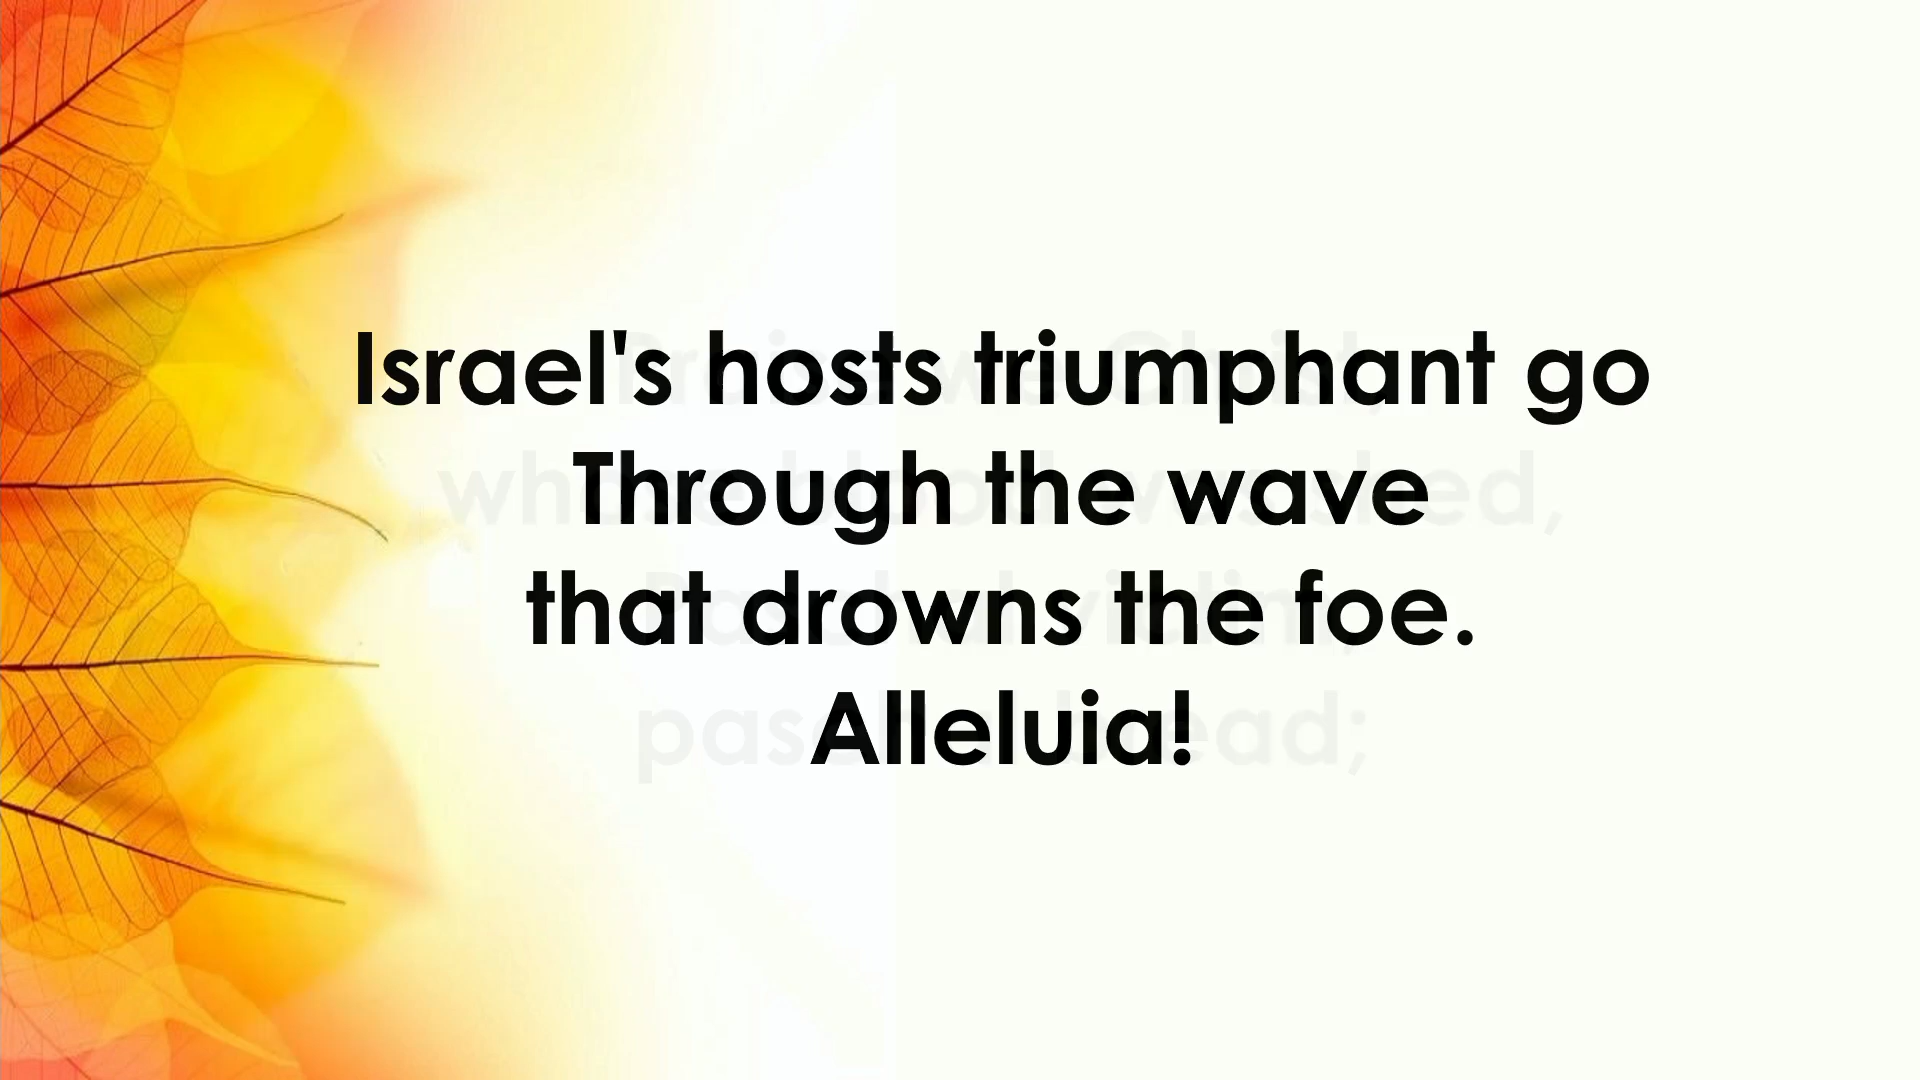 Israel's hosts triumphant go
Through the wave
that drowns the foe.
Alleluia!